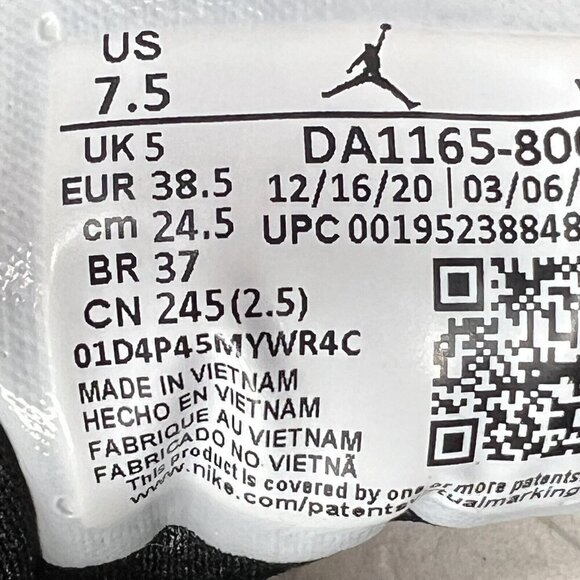 US
7.5
UK 5
EUR 38.5
cm 24.5
BR 37
CN 245(2.5)
DA1165-80
12/16/20 | 03/06/
UPC 00195238848
01D4P45MYWR4C
MADE IN VIETNAM
HECHO EN VIETNAM
FABRIQUE AU VIETNAM
FABRICADO NO VIETNÃ
This product is covered by one or more patents
www.nike.com/patents